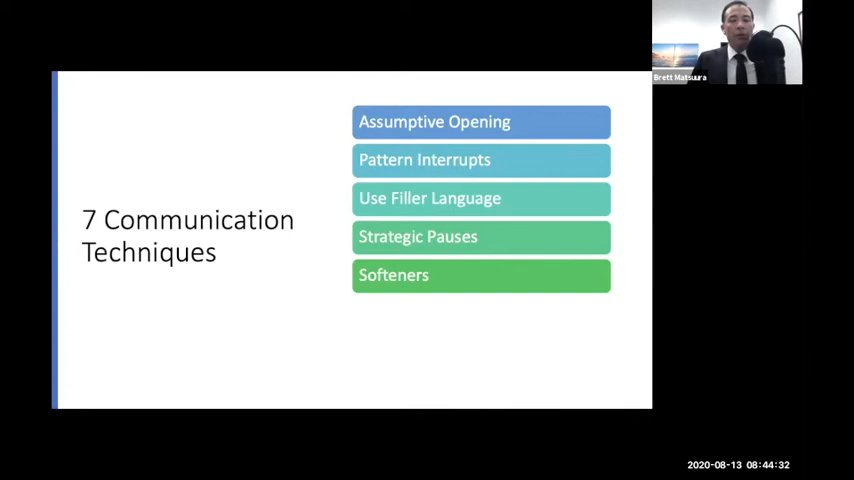 Brett Matsuura
7 Communication
Techniques
Assumptive Opening
Pattern Interrupts
Use Filler Language
Strategic Pauses
Softeners
2020-08-13 08:44:32